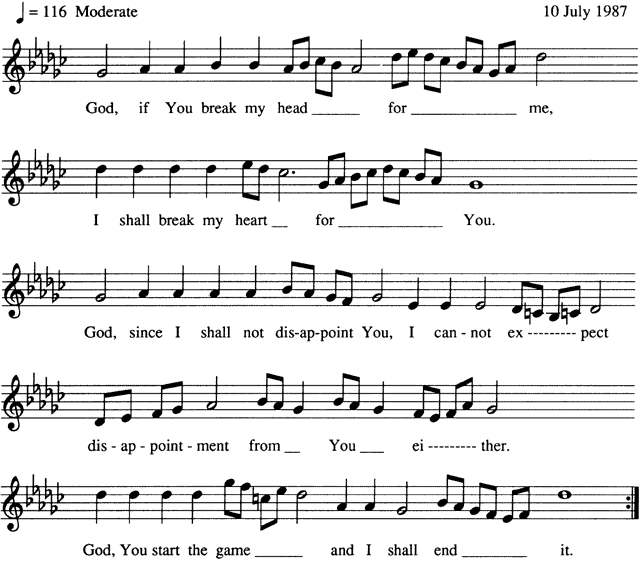 ♩ = 116 Moderate 10 July 1987
God, if You break my head ______ for ____________ me,
I shall break my heart __ for ____________ You.
God, since I shall not dis-ap-point You, I can - not ex --------- pect
dis - ap - point - ment from __ You ___ ei --------- ther.
God, You start the game ______ and I shall end ________ it.